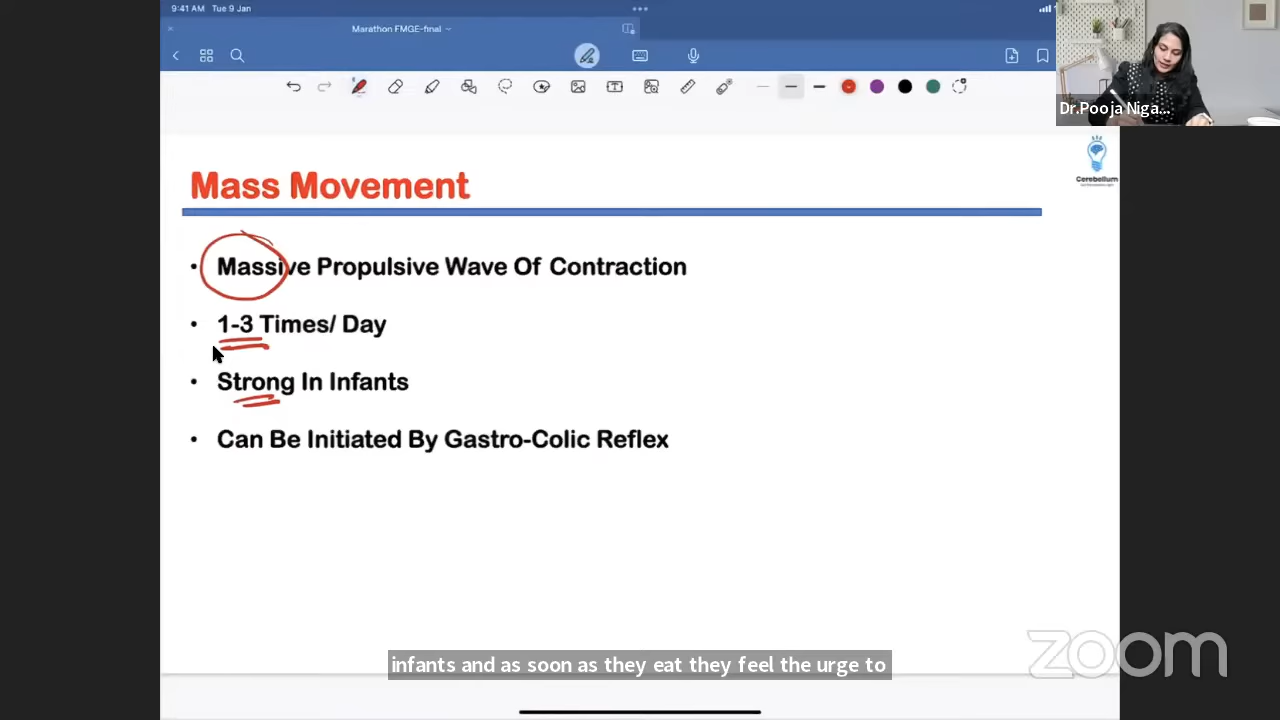 9:41 AM Tue 9 Jan
Marathon FMGE-final
Dr.Pooja Niga...
Cerebellum
Mass Movement
• Massive Propulsive Wave Of Contraction
• 1-3 Times/ Day
• Strong In Infants
• Can Be Initiated By Gastro-Colic Reflex
infants and as soon as they eat they feel the urge to
zoom